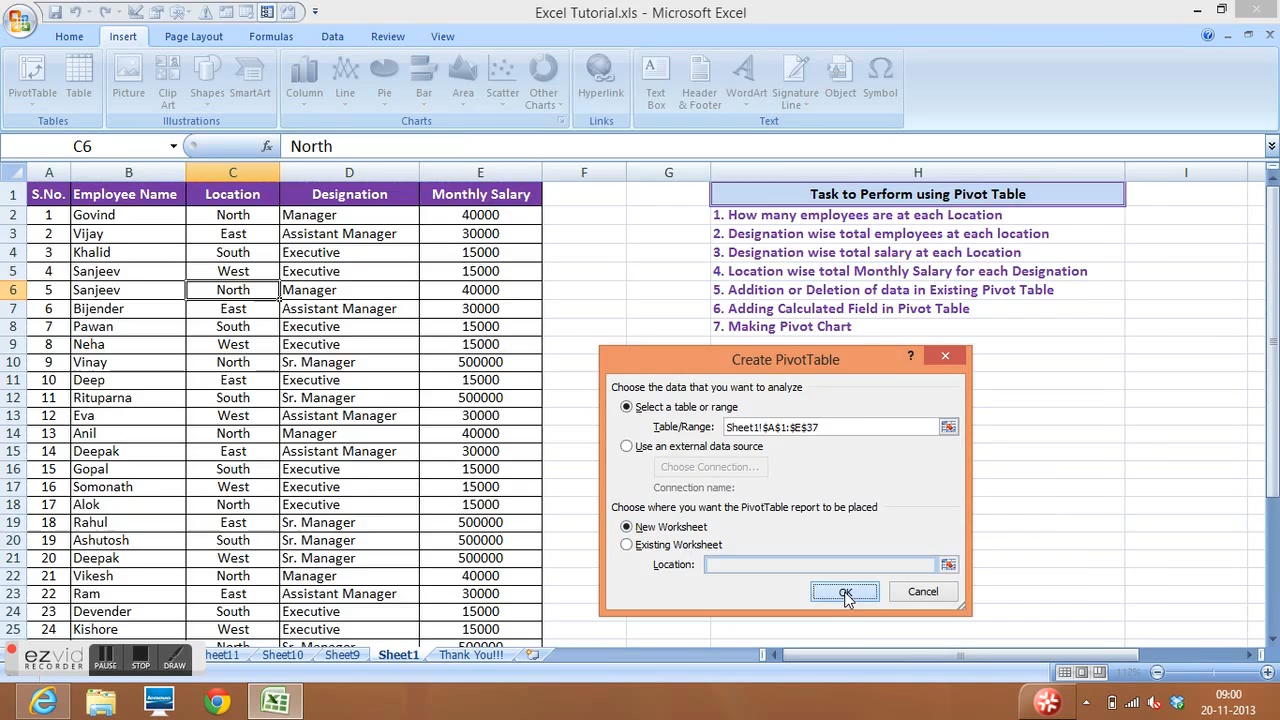 Excel Tutorial.xls - Microsoft Excel
Home Insert Page Layout Formulas Data Review View
PivotTable Table Picture Clip Art Shapes SmartArt Column Line Pie Bar Area Scatter Other Charts Hyperlink Text Box Header & Footer WordArt Signature Line Object Symbol
Tables Illustrations Charts Links Text
C6 fx North
A B C D E F G H I
1 S.No. Employee Name Location Designation Monthly Salary Task to Perform using Pivot Table
2 1 Govind North Manager 40000 1. How many employees are at each Location
3 2 Vijay East Assistant Manager 30000 2. Designation wise total employees at each location
4 3 Khalid South Executive 15000 3. Designation wise total salary at each Location
5 4 Sanjeev West Executive 15000 4. Location wise total Monthly Salary for each Designation
6 5 Sanjeev North Manager 40000 5. Addition or Deletion of data in Existing Pivot Table
7 6 Bijender East Assistant Manager 30000 6. Adding Calculated Field in Pivot Table
8 7 Pawan South Executive 15000 7. Making Pivot Chart
9 8 Neha West Executive 15000
10 9 Vinay North Sr. Manager 500000
11 10 Deep East Executive 15000
12 11 Rituparna South Sr. Manager 500000
13 12 Eva West Assistant Manager 30000
14 13 Anil North Manager 40000
15 14 Deepak East Assistant Manager 30000
16 15 Gopal South Executive 15000
17 16 Somonath West Executive 15000
18 17 Alok North Executive 15000
19 18 Rahul East Sr. Manager 500000
20 19 Ashutosh South Sr. Manager 500000
21 20 Deepak West Sr. Manager 500000
22 21 Vikesh North Manager 40000
23 22 Ram East Assistant Manager 30000
24 23 Devender South Executive 15000
25 24 Kishore West Executive 15000
North Sr. Manager 500000
Create PivotTable
?
Choose the data that you want to analyze
Select a table or range
Table/Range: Sheet1!$A$1:$E$37
Use an external data source
Choose Connection...
Connection name:
Choose where you want the PivotTable report to be placed
New Worksheet
Existing Worksheet
Location:
OK Cancel
ezvid RECORDER PAUSE STOP DRAW
heet11 Sheet10 Sheet9 Sheet1 Thank You!!!
112%
lenovo
09:00
20-11-2013